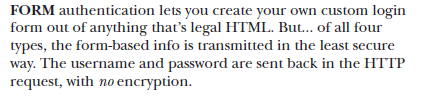 FORM authentication lets you create your own custom login
form out of anything that's legal HTML. But... of all four
types, the form-based info is transmitted in the least secure
way. The username and password are sent back in the HTTP
request, with no encryption.